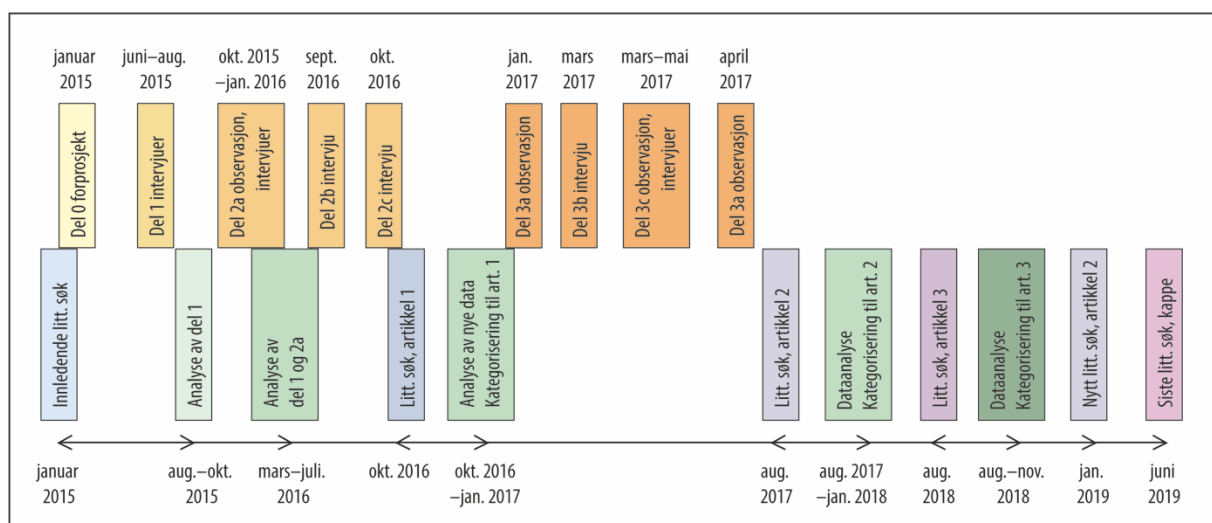 januar
2015
juni–aug.
2015
okt. 2015
–jan. 2016
sept.
2016
okt.
2016
jan.
2017
mars
2017
mars–mai
2017
april
2017
Del 0 forprosjekt
Del 1 intervjuer
Del 2a observasjon,
intervjuer
Del 2b intervju
Del 2c intervju
Del 3a observasjon
Del 3b intervju
Del 3c observasjon,
intervjuer
Del 3a observasjon
Innledende litt. søk
Analyse av del 1
Analyse av
del 1 og 2a
Litt. søk, artikkel 1
Analyse av nye data
Kategorisering til art. 1
Litt. søk, artikkel 2
Dataanalyse
Kategorisering til art. 2
Litt. søk, artikkel 3
Dataanalyse
Kategorisering til art. 3
Nytt litt. søk, artikkel 2
Siste litt. søk, kappe
januar
2015
aug.–okt.
2015
mars–juli.
2016
okt. 2016
okt. 2016
–jan. 2017
aug.
2017
aug. 2017
–jan. 2018
aug.
2018
aug.–nov.
2018
jan.
2019
juni
2019